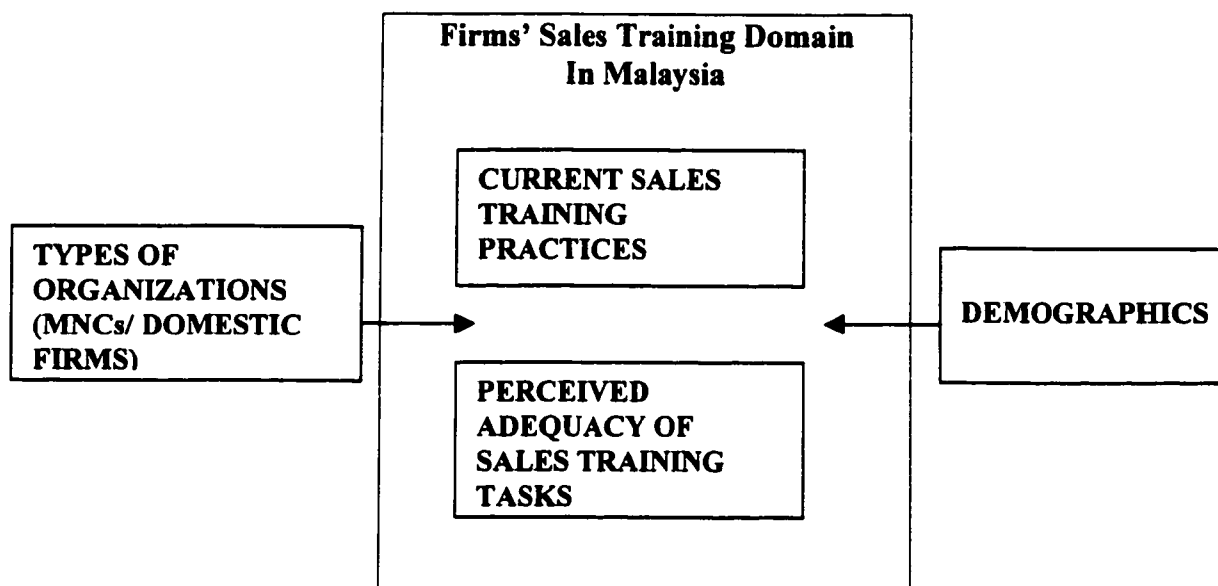 Firms' Sales Training Domain
In Malaysia
CURRENT SALES
TRAINING
PRACTICES
TYPES OF
ORGANIZATIONS
(MNCs/ DOMESTIC
FIRMS)
DEMOGRAPHICS
PERCEIVED
ADEQUACY OF
SALES TRAINING
TASKS